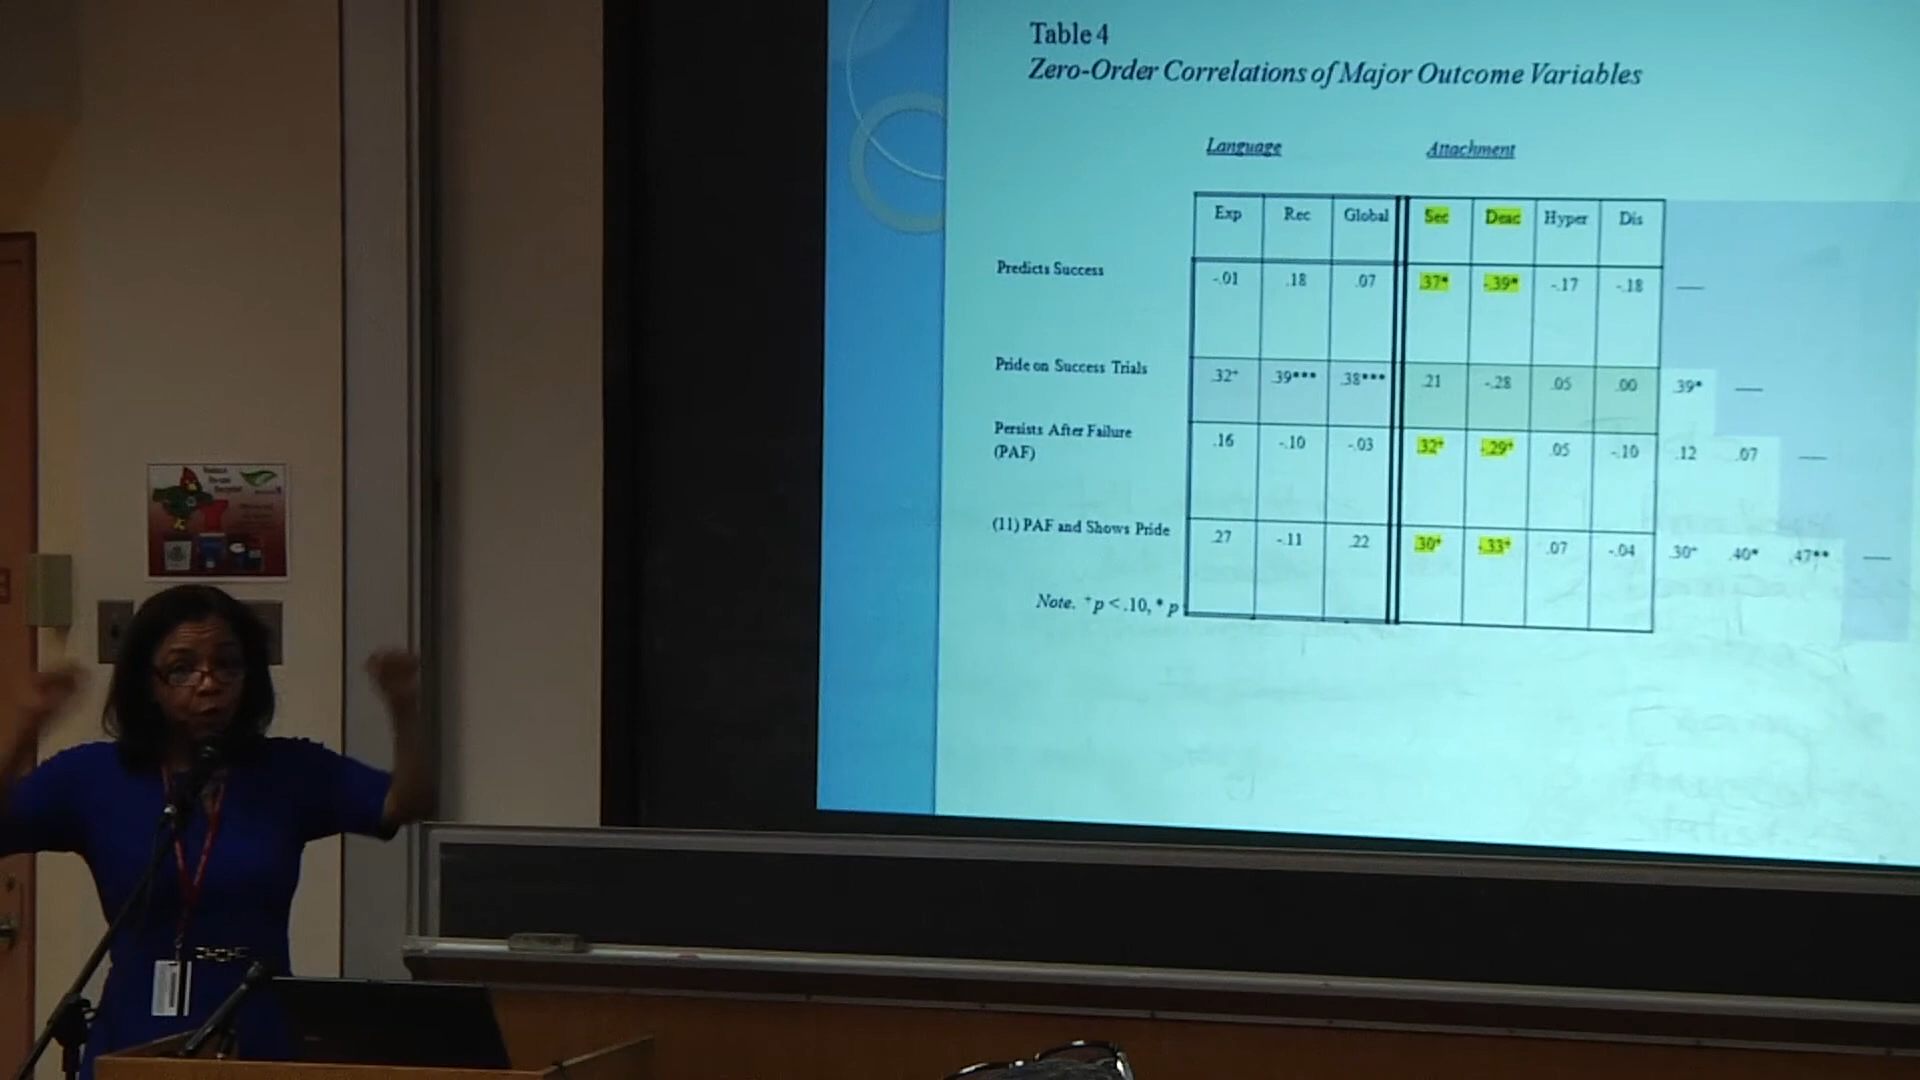 Table 4
Zero-Order Correlations of Major Outcome Variables
Language Attachment
Exp Rec Global Sec Deac Hyper Dis
Predicts Success -.01 .18 .07 .37* -.39* -.17 -.18 —
Pride on Success Trials .32+ .39*** .38*** .21 -.28 .05 .00 .39* —
Persists After Failure
(PAF) .16 -.10 -.03 .32+ -.29+ .05 -.10 .12 .07 —
(11) PAF and Shows Pride .27 -.11 .22 .30+ -.33+ .07 -.04 .30+ .40* .47** —
Note. +p < .10, * p